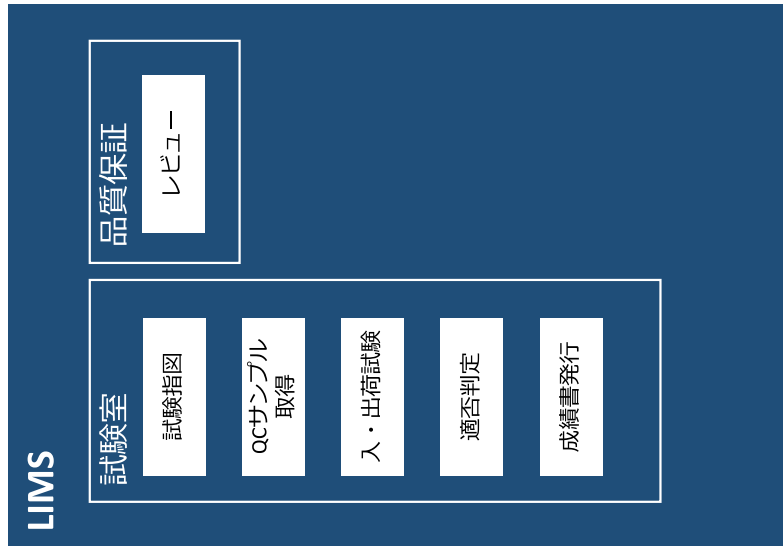 LIMS
試験室
試験指図
QCサンプル
取得
入・出荷試験
適否判定
成績書発行
品質保証
レビュー